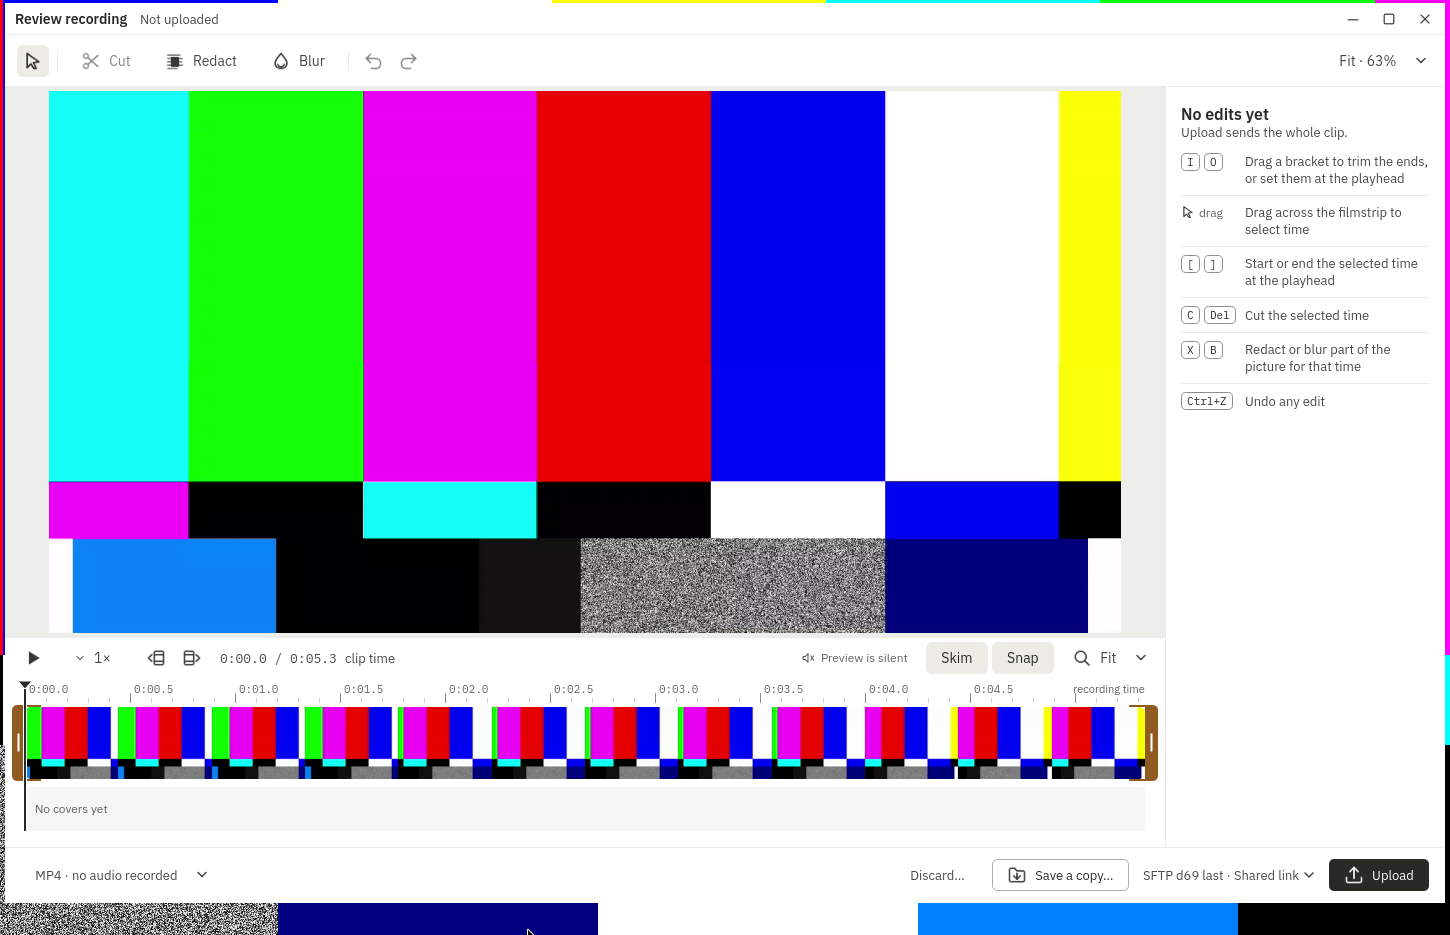 Review recording Not uploaded
Cut Redact Blur Fit · 63%
No edits yet
Upload sends the whole clip.
I O Drag a bracket to trim the ends,
or set them at the playhead
drag Drag across the filmstrip to
select time
[ ] Start or end the selected time
at the playhead
C Del Cut the selected time
X B Redact or blur part of the
picture for that time
Ctrl+Z Undo any edit
1× 0:00.0 / 0:05.3 clip time Preview is silent Skim Snap Fit
0:00.0 0:00.5 0:01.0 0:01.5 0:02.0 0:02.5 0:03.0 0:03.5 0:04.0 0:04.5 recording time
No covers yet
MP4 · no audio recorded Discard... Save a copy... SFTP d69 last · Shared link Upload